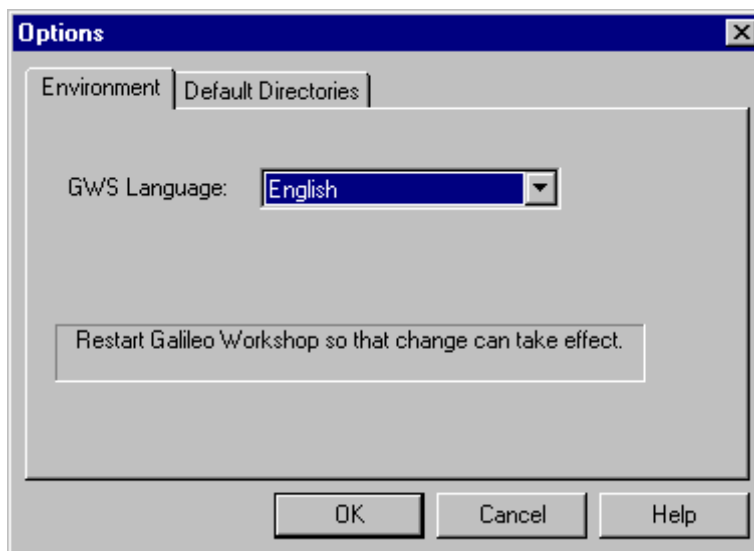 Options
Environment Default Directories
GWS Language: English
Restart Galileo Workshop so that change can take effect.
OK Cancel Help